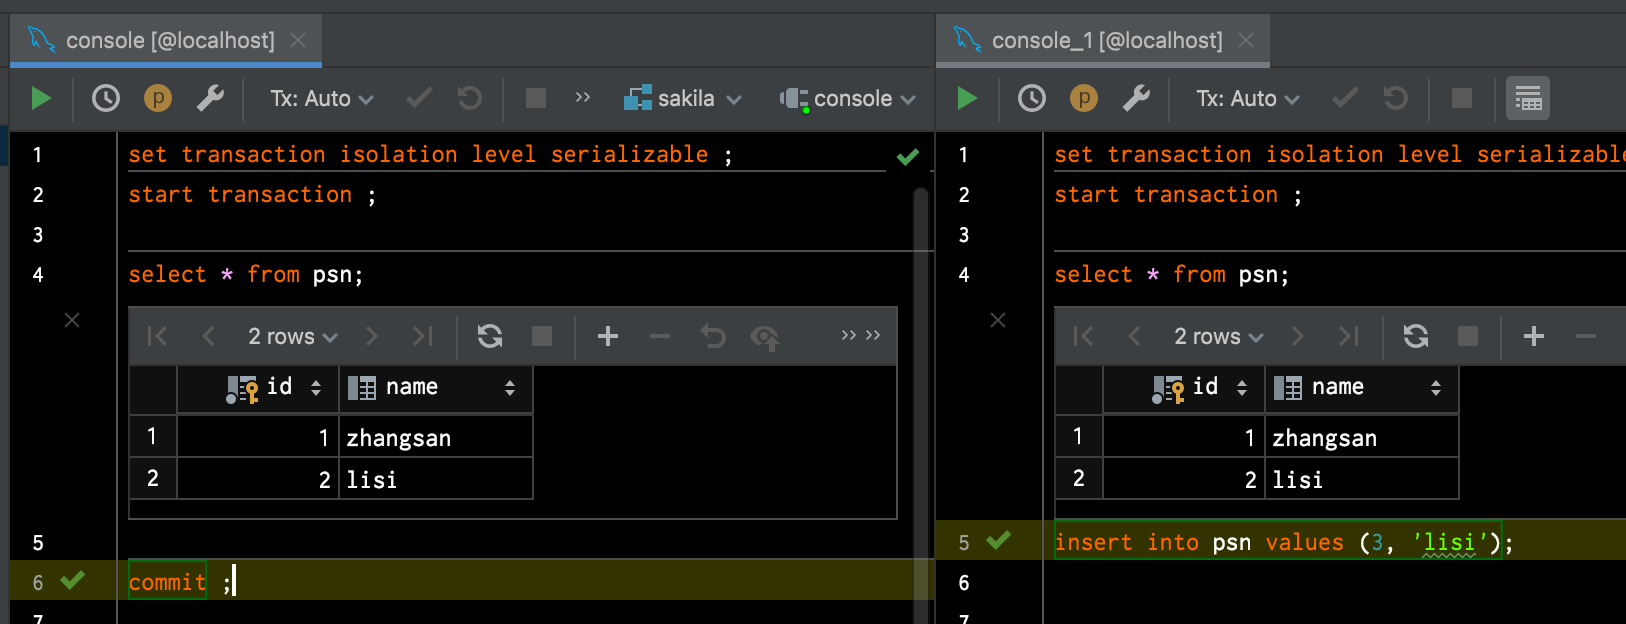 console [@localhost]
Tx: Auto
sakila
console
1 set transaction isolation level serializable ;
2 start transaction ;
3
4 select * from psn;
2 rows
id name
1 1 zhangsan
2 2 lisi
5
6 commit ;
7
console_1 [@localhost]
Tx: Auto
1 set transaction isolation level serializable
2 start transaction ;
3
4 select * from psn;
2 rows
id name
1 1 zhangsan
2 2 lisi
5 insert into psn values (3, 'lisi');
6
7